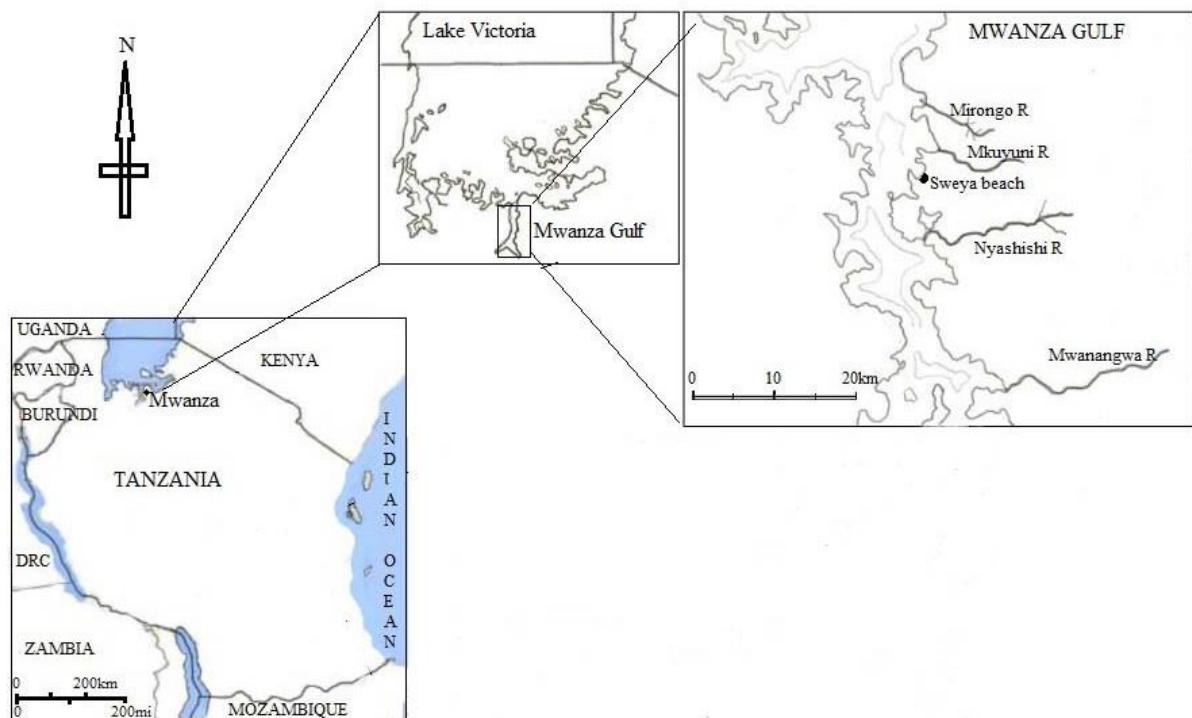 N
Lake Victoria
Mwanza Gulf
MWANZA GULF
Mirongo R
Mkuyuni R
Sweya beach
Nyashishi R
Mwanangwa R
0 10 20km
UGANDA
RWANDA
BURUNDI
KENYA
Mwanza
TANZANIA
INDIAN OCEAN
DRC
ZAMBIA
0 200km
0 200mi
MOZAMBIQUE